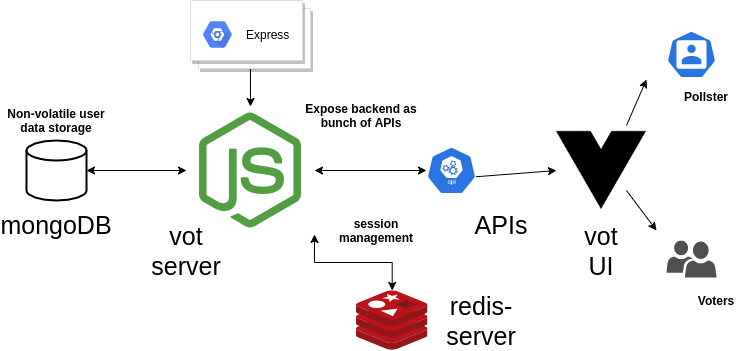 Express
Non-volatile user
data storage
Expose backend as
bunch of APIs
Pollster
JS
api
mongoDB
vot
server
session
management
APIs
vot
UI
redis-
server
Voters